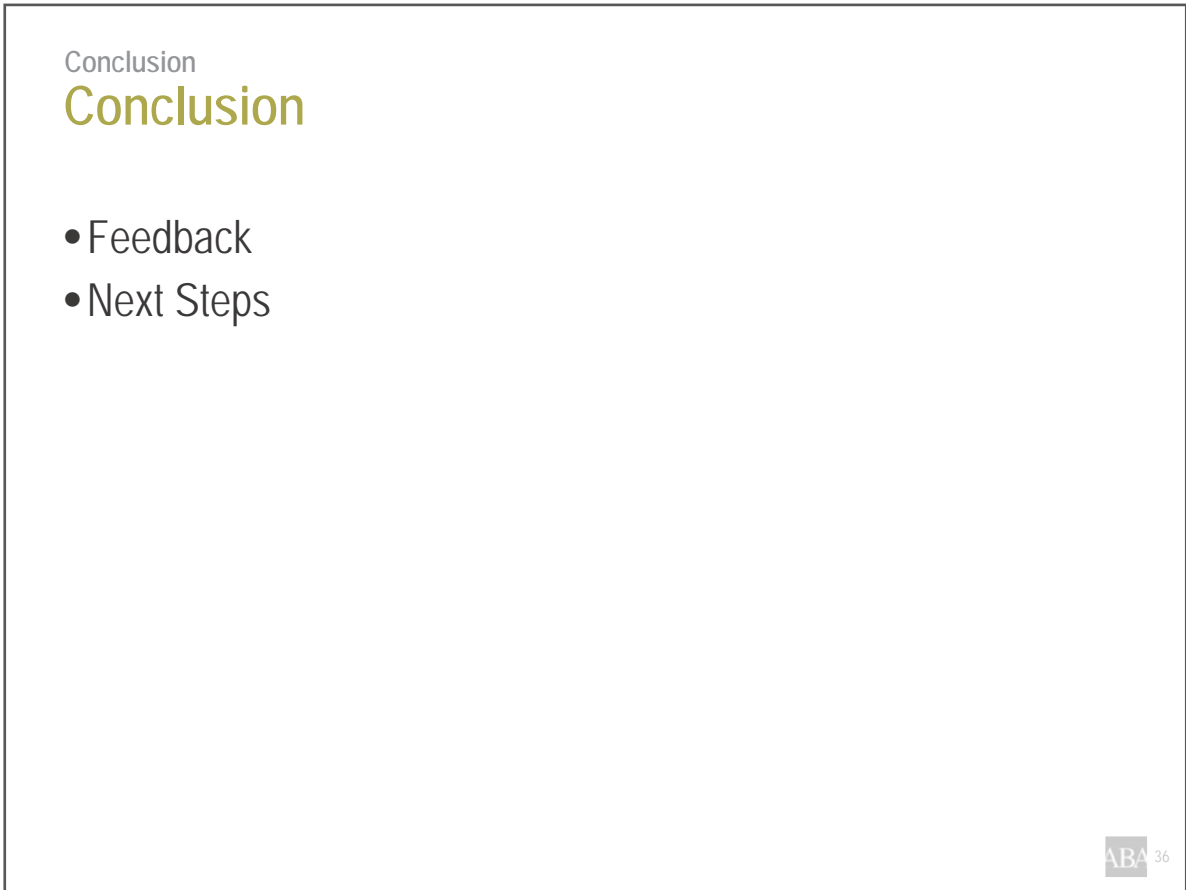 Conclusion
Conclusion
• Feedback
• Next Steps
ABA 36